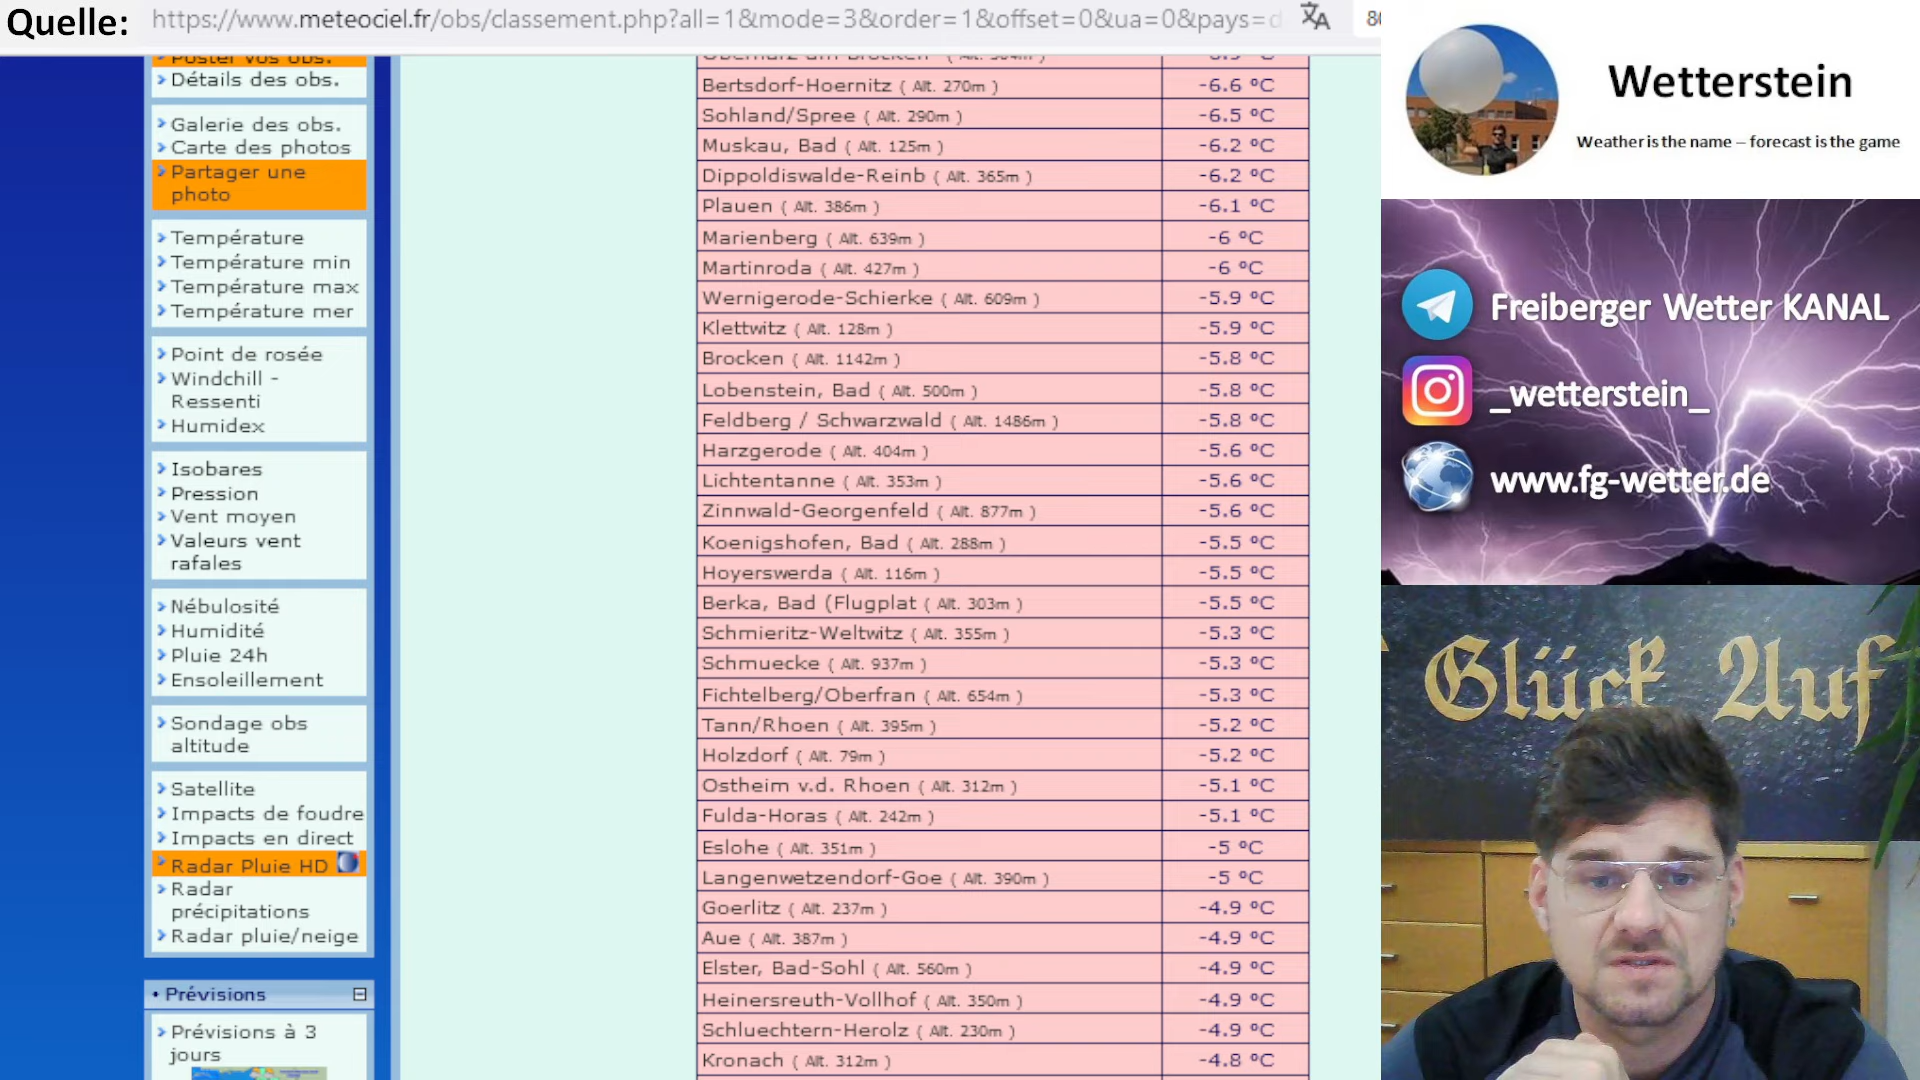 Quelle:
https://www.meteociel.fr/obs/classement.php?all=1&mode=3&order=1&offset=0&ua=0&pays=d
Poster vos obs.
Détails des obs.
Galerie des obs.
Carte des photos
Partager une
photo
Température
Température min
Température max
Température mer
Point de rosée
Windchill -
Ressenti
Humidex
Isobares
Pression
Vent moyen
Valeurs vent
rafales
Nébulosité
Humidité
Pluie 24h
Ensoleillement
Sondage obs
altitude
Satellite
Impacts de foudre
Impacts en direct
Radar Pluie HD
Radar
précipitations
Radar pluie/neige
• Prévisions
Prévisions à 3
jours
Bertsdorf-Hoernitz ( Alt. 270m ) -6.6 °C
Sohland/Spree ( Alt. 290m ) -6.5 °C
Muskau, Bad ( Alt. 125m ) -6.2 °C
Dippoldiswalde-Reinb ( Alt. 365m ) -6.2 °C
Plauen ( Alt. 386m ) -6.1 °C
Marienberg ( Alt. 639m ) -6 °C
Martinroda ( Alt. 427m ) -6 °C
Wernigerode-Schierke ( Alt. 609m ) -5.9 °C
Klettwitz ( Alt. 128m ) -5.9 °C
Brocken ( Alt. 1142m ) -5.8 °C
Lobenstein, Bad ( Alt. 500m ) -5.8 °C
Feldberg / Schwarzwald ( Alt. 1486m ) -5.8 °C
Harzgerode ( Alt. 404m ) -5.6 °C
Lichtentanne ( Alt. 353m ) -5.6 °C
Zinnwald-Georgenfeld ( Alt. 877m ) -5.6 °C
Koenigshofen, Bad ( Alt. 288m ) -5.5 °C
Hoyerswerda ( Alt. 116m ) -5.5 °C
Berka, Bad (Flugplat ( Alt. 303m ) -5.5 °C
Schmieritz-Weltwitz ( Alt. 355m ) -5.3 °C
Schmuecke ( Alt. 937m ) -5.3 °C
Fichtelberg/Oberfran ( Alt. 654m ) -5.3 °C
Tann/Rhoen ( Alt. 395m ) -5.2 °C
Holzdorf ( Alt. 79m ) -5.2 °C
Ostheim v.d. Rhoen ( Alt. 312m ) -5.1 °C
Fulda-Horas ( Alt. 242m ) -5.1 °C
Eslohe ( Alt. 351m ) -5 °C
Langenwetzendorf-Goe ( Alt. 390m ) -5 °C
Goerlitz ( Alt. 237m ) -4.9 °C
Aue ( Alt. 387m ) -4.9 °C
Elster, Bad-Sohl ( Alt. 560m ) -4.9 °C
Heinersreuth-Vollhof ( Alt. 350m ) -4.9 °C
Schluechtern-Herolz ( Alt. 230m ) -4.9 °C
Kronach ( Alt. 312m ) -4.8 °C
Wetterstein
Weather is the name – forecast is the game
Freiberger Wetter KANAL
_wetterstein_
www.fg-wetter.de
Glück Auf